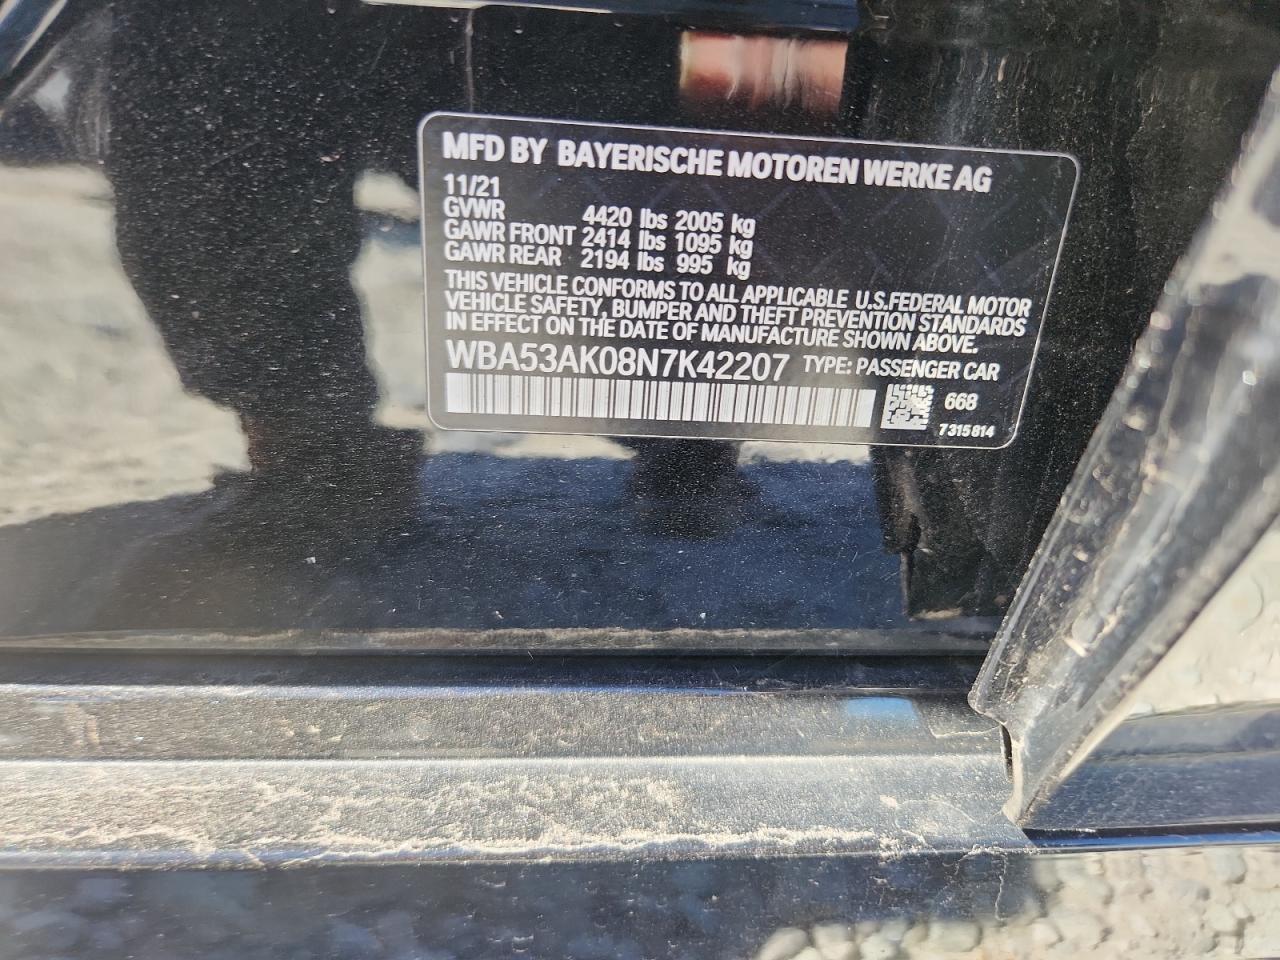 MFD BY BAYERISCHE MOTOREN WERKE AG
11/21
GVWR 4420 lbs 2005 kg
GAWR FRONT 2414 lbs 1095 kg
GAWR REAR 2194 lbs 995 kg
THIS VEHICLE CONFORMS TO ALL APPLICABLE U.S.FEDERAL MOTOR
VEHICLE SAFETY, BUMPER AND THEFT PREVENTION STANDARDS
IN EFFECT ON THE DATE OF MANUFACTURE SHOWN ABOVE.
WBA53AK08N7K42207 TYPE: PASSENGER CAR
668
7315814